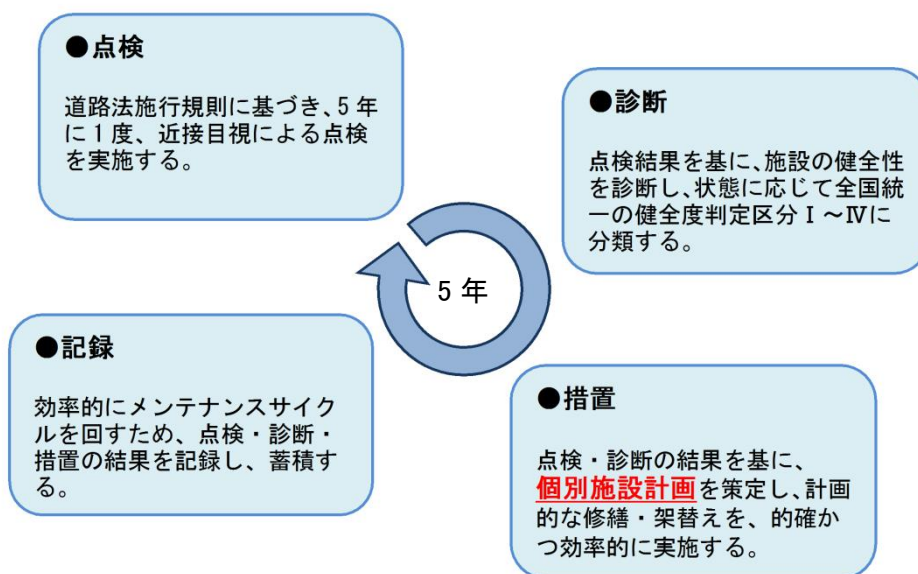 ●点検
道路法施行規則に基づき、5年
に1度、近接目視による点検
を実施する。
●診断
点検結果を基に、施設の健全性
を診断し、状態に応じて全国統
一の健全度判定区分Ⅰ～Ⅳに
分類する。
5年
●記録
効率的にメンテナンスサイク
ルを回すため、点検・診断・
措置の結果を記録し、蓄積す
る。
●措置
点検・診断の結果を基に、
個別施設計画を策定し、計画
的な修繕・架替えを、的確か
つ効率的に実施する。